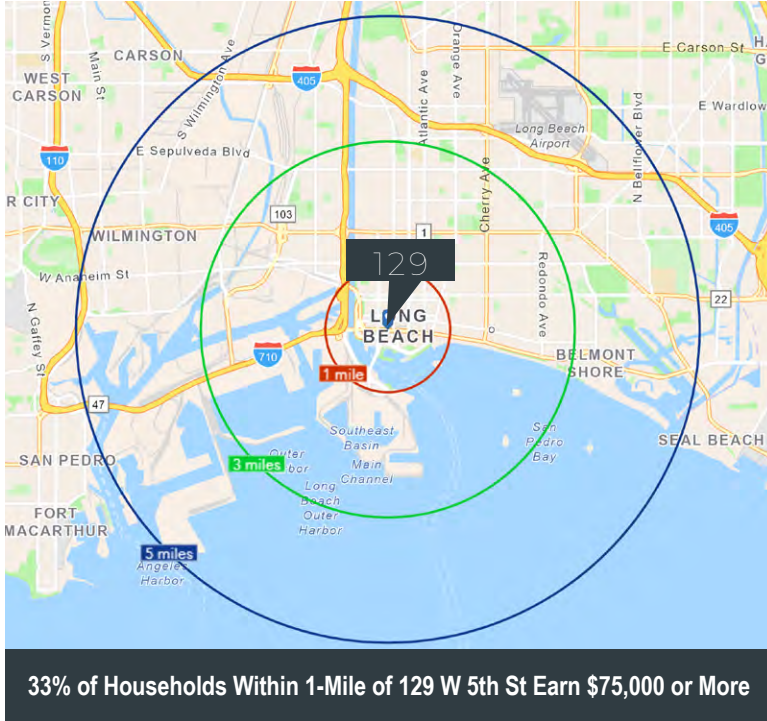 S Vermont
Main St
CARSON
S Wilmington Ave
405
Orange Ave
Atlantic Ave
E Carson St
WEST
CARSON
E Wardlow
Long Beach
Airport
N Bellflower Blvd
110
E Sepulveda Blvd
Cherry Ave
R CITY
103
1
405
WILMINGTON
129
Redondo Ave
W Anaheim St
22
N Gaffey St
LONG
BEACH
710
BELMONT
SHORE
1 mile
47
Southeast
Basin
Main
Channel
San
Pedro
Bay
SEAL BEACH
SAN PEDRO
Outer
3 miles
Long
Beach
Outer
Harbor
FORT
MACARTHUR
5 miles
Angeles
Harbor
33% of Households Within 1-Mile of 129 W 5th St Earn $75,000 or More